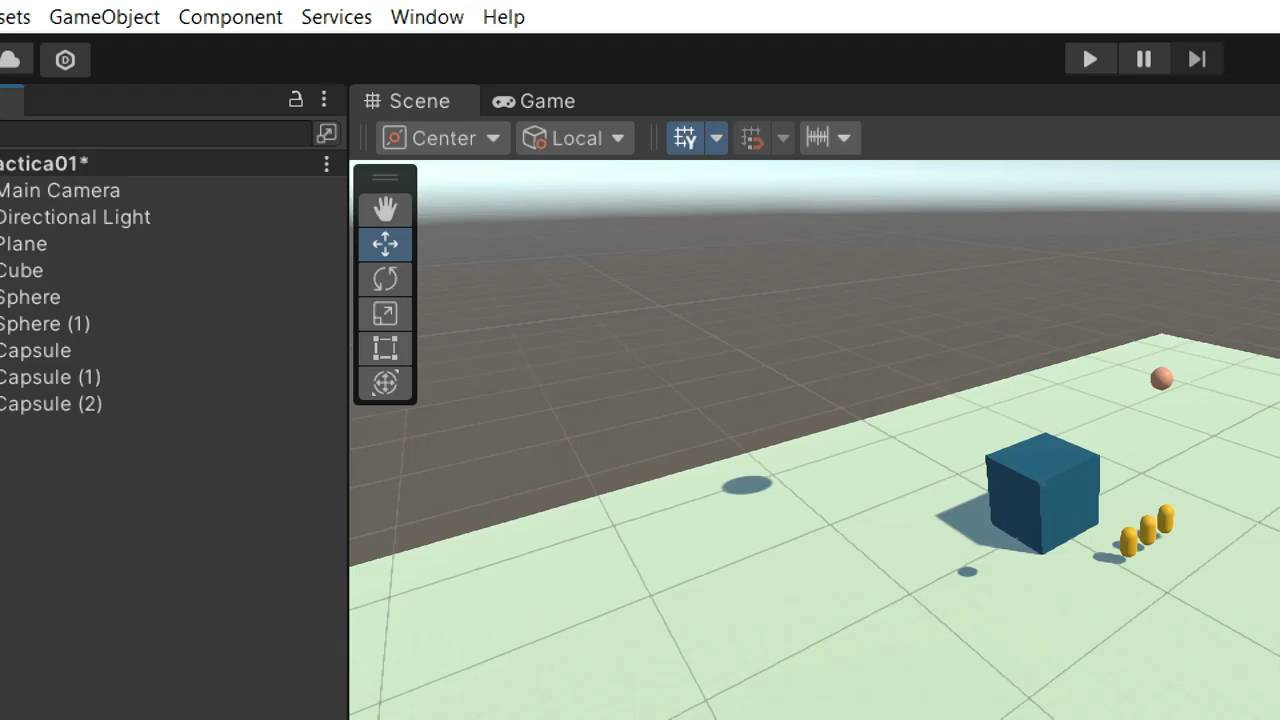 sets GameObject Component Services Window Help
Scene Game
Center Local
actica01*
Main Camera
Directional Light
Plane
Cube
Sphere
Sphere (1)
Capsule
Capsule (1)
Capsule (2)